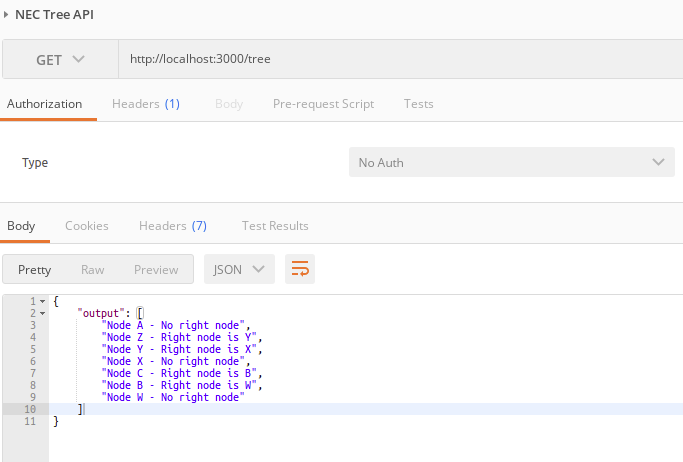 NEC Tree API
GET http://localhost:3000/tree
Authorization Headers (1) Body Pre-request Script Tests
Type No Auth
Body Cookies Headers (7) Test Results
Pretty Raw Preview JSON
1 {
2 "output": [
3 "Node A - No right node",
4 "Node Z - Right node is Y",
5 "Node Y - Right node is X",
6 "Node X - No right node",
7 "Node C - Right node is B",
8 "Node B - Right node is W",
9 "Node W - No right node"
10 ]
11 }